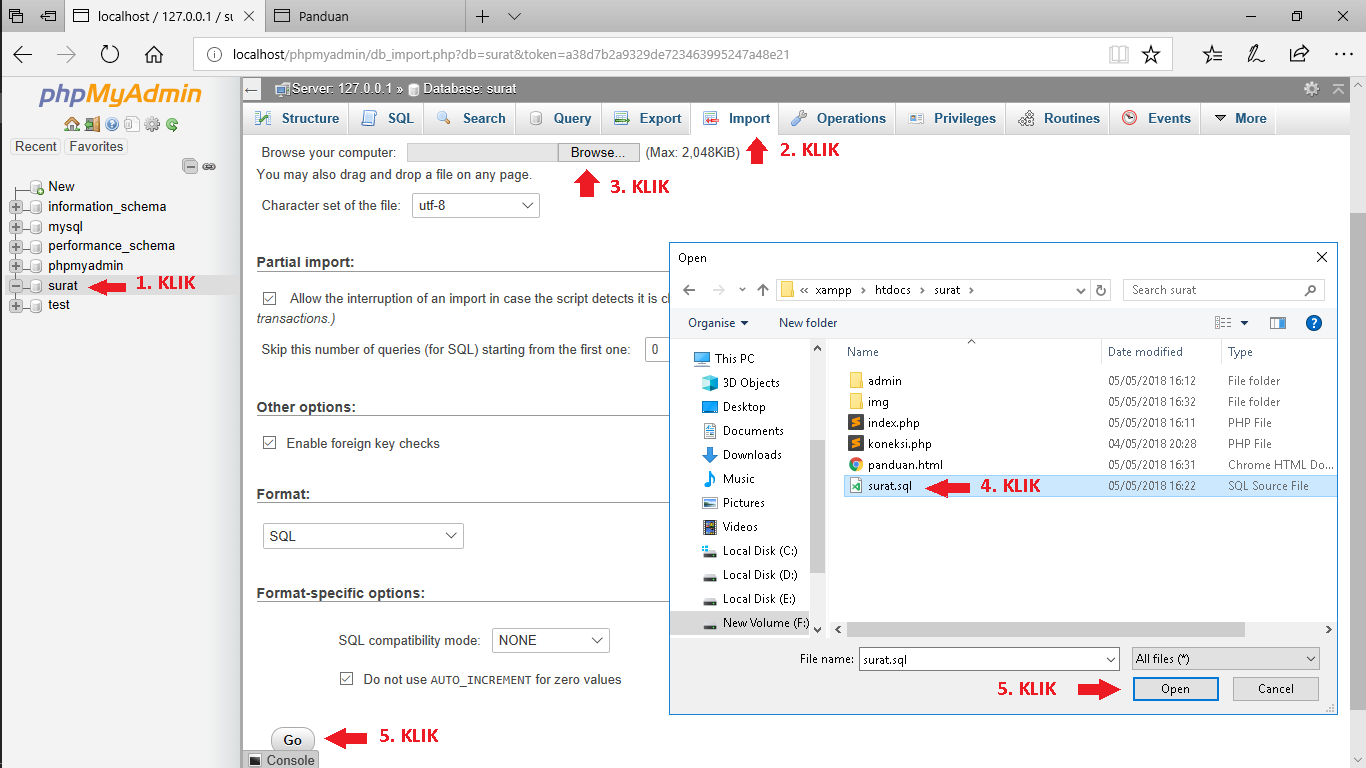 localhost / 127.0.0.1 / su
Panduan
localhost/phpmyadmin/db_import.php?db=surat&token=a38d7b2a9329de723463995247a48e21
phpMyAdmin
Recent Favorites
New
information_schema
mysql
performance_schema
phpmyadmin
surat
1. KLIK
test
Server: 127.0.0.1 » Database: surat
Structure SQL Search Query Export Import Operations Privileges Routines Events More
Browse your computer: Browse... (Max: 2,048KiB)
2. KLIK
You may also drag and drop a file on any page.
3. KLIK
Character set of the file: utf-8
Partial import:
Allow the interruption of an import in case the script detects it is cl
transactions.)
Skip this number of queries (for SQL) starting from the first one: 0
Other options:
Enable foreign key checks
Format:
SQL
Format-specific options:
SQL compatibility mode: NONE
Do not use AUTO_INCREMENT for zero values
Go
5. KLIK
Console
Open
« xampp › htdocs › surat ›
Search surat
Organise New folder
This PC
3D Objects
Desktop
Documents
Downloads
Music
Pictures
Videos
Local Disk (C:)
Local Disk (D:)
Local Disk (E:)
New Volume (F:)
Name Date modified Type
admin 05/05/2018 16:12 File folder
img 05/05/2018 16:32 File folder
index.php 05/05/2018 16:11 PHP File
koneksi.php 04/05/2018 20:28 PHP File
panduan.html 05/05/2018 16:31 Chrome HTML Do...
surat.sql 05/05/2018 16:22 SQL Source File
4. KLIK
File name: surat.sql All files (*)
5. KLIK
Open Cancel